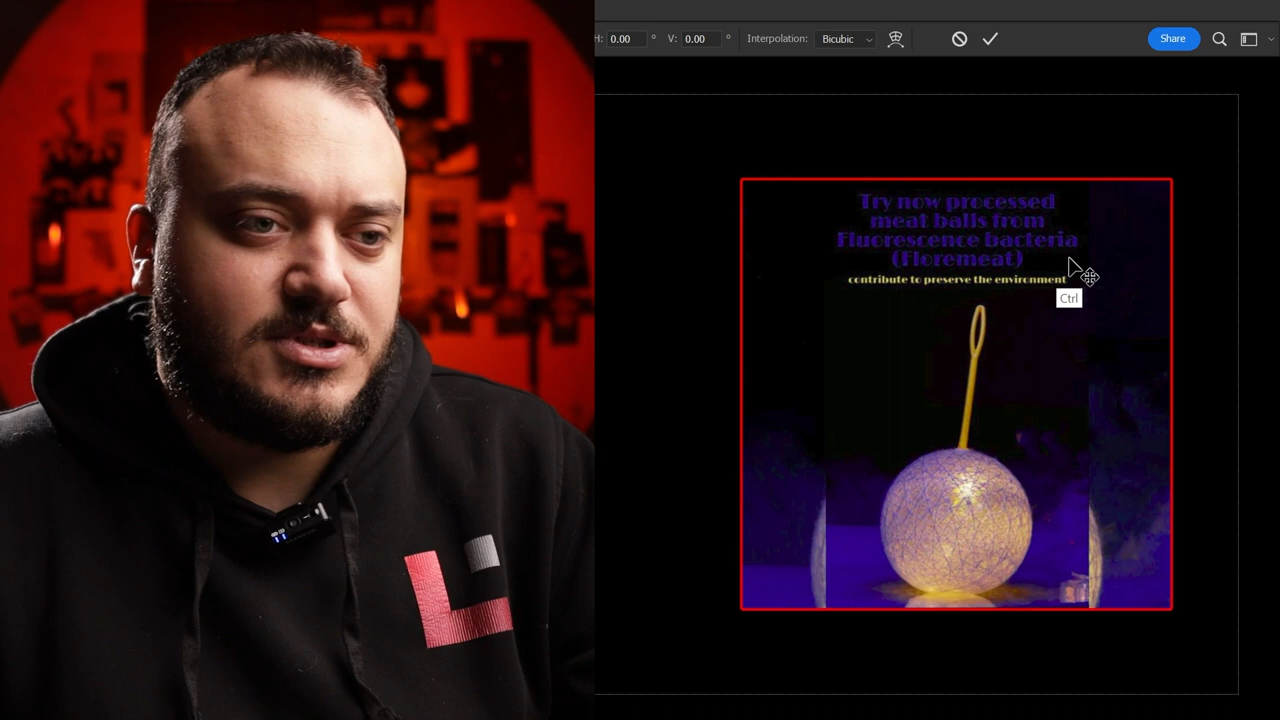 H: 0.00 ° V: 0.00 ° Interpolation: Bicubic Share
Try now processed
meat balls from
Fluorescence bacteria
(Floremeat)
contribute to preserve the environment
Ctrl